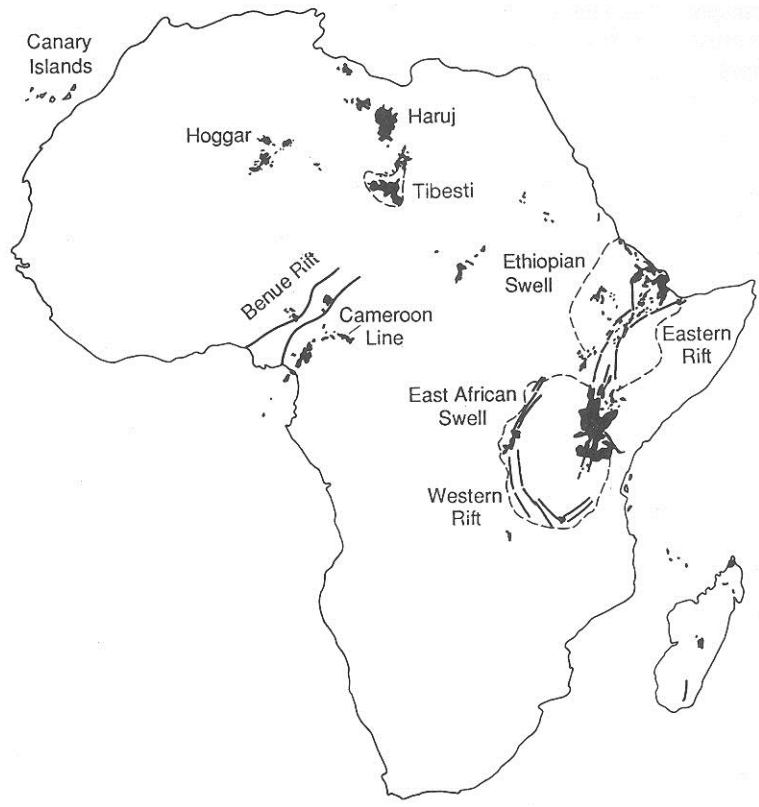 Canary
Islands
Haruj
Hoggar
Tibesti
Ethiopian
Swell
Benue Rift
Cameroon
Line
Eastern
Rift
East African
Swell
Western
Rift